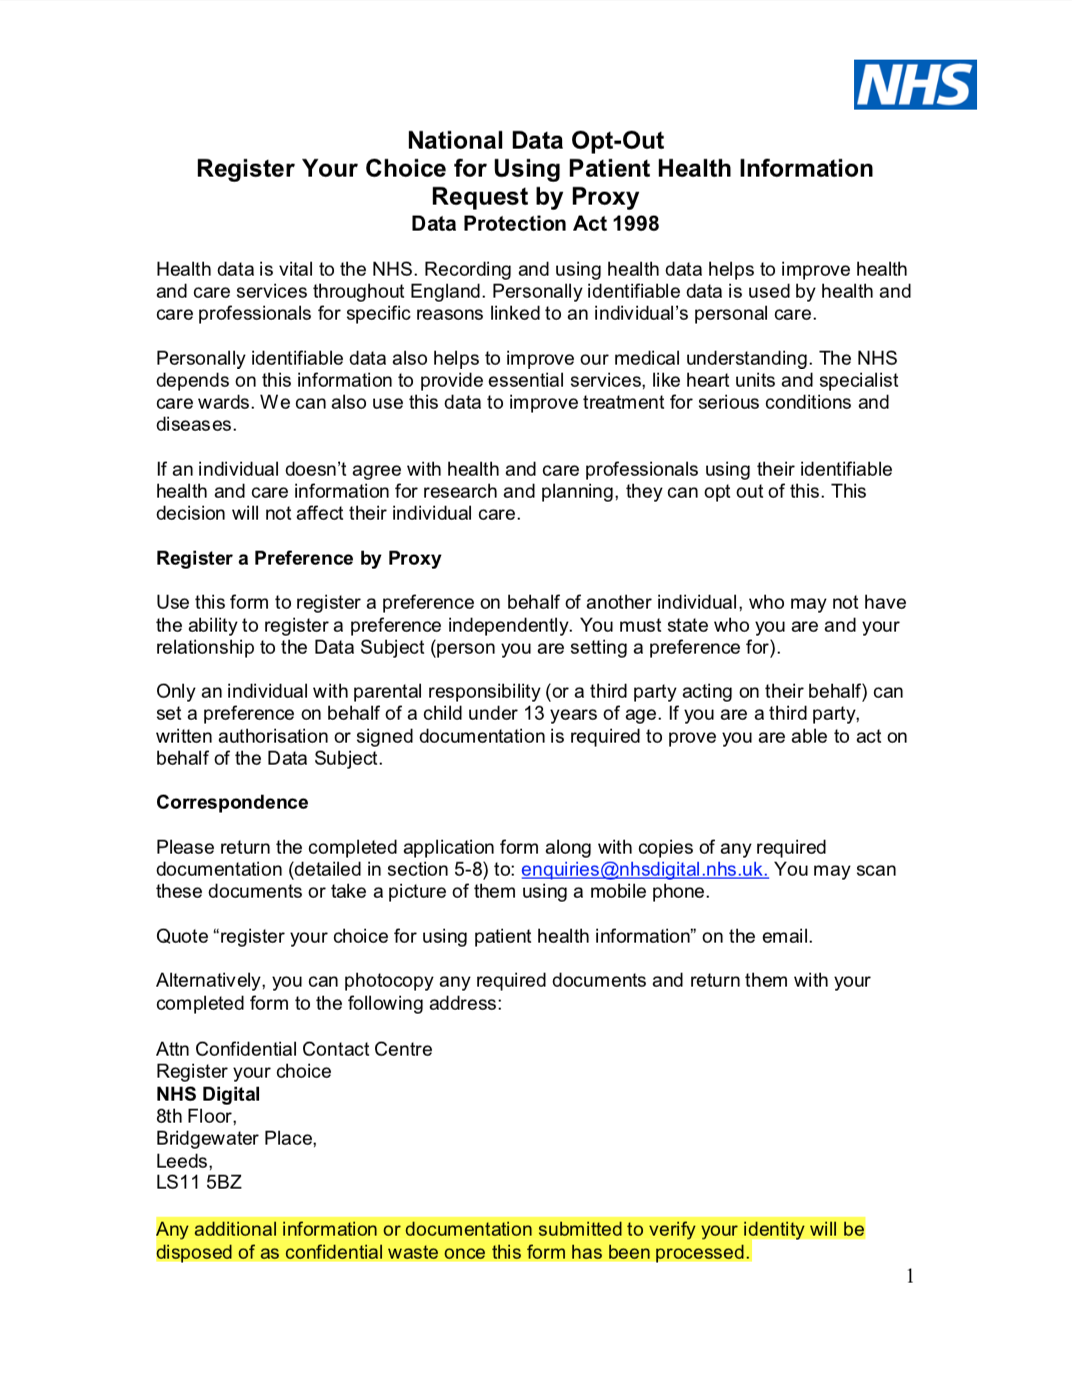 NHS
National Data Opt-Out
Register Your Choice for Using Patient Health Information
Request by Proxy
Data Protection Act 1998
Health data is vital to the NHS. Recording and using health data helps to improve health
and care services throughout England. Personally identifiable data is used by health and
care professionals for specific reasons linked to an individual’s personal care.
Personally identifiable data also helps to improve our medical understanding. The NHS
depends on this information to provide essential services, like heart units and specialist
care wards. We can also use this data to improve treatment for serious conditions and
diseases.
If an individual doesn’t agree with health and care professionals using their identifiable
health and care information for research and planning, they can opt out of this. This
decision will not affect their individual care.
Register a Preference by Proxy
Use this form to register a preference on behalf of another individual, who may not have
the ability to register a preference independently. You must state who you are and your
relationship to the Data Subject (person you are setting a preference for).
Only an individual with parental responsibility (or a third party acting on their behalf) can
set a preference on behalf of a child under 13 years of age. If you are a third party,
written authorisation or signed documentation is required to prove you are able to act on
behalf of the Data Subject.
Correspondence
Please return the completed application form along with copies of any required
documentation (detailed in section 5-8) to: enquiries@nhsdigital.nhs.uk. You may scan
these documents or take a picture of them using a mobile phone.
Quote “register your choice for using patient health information” on the email.
Alternatively, you can photocopy any required documents and return them with your
completed form to the following address:
Attn Confidential Contact Centre
Register your choice
NHS Digital
8th Floor,
Bridgewater Place,
Leeds,
LS11 5BZ
Any additional information or documentation submitted to verify your identity will be
disposed of as confidential waste once this form has been processed.
1